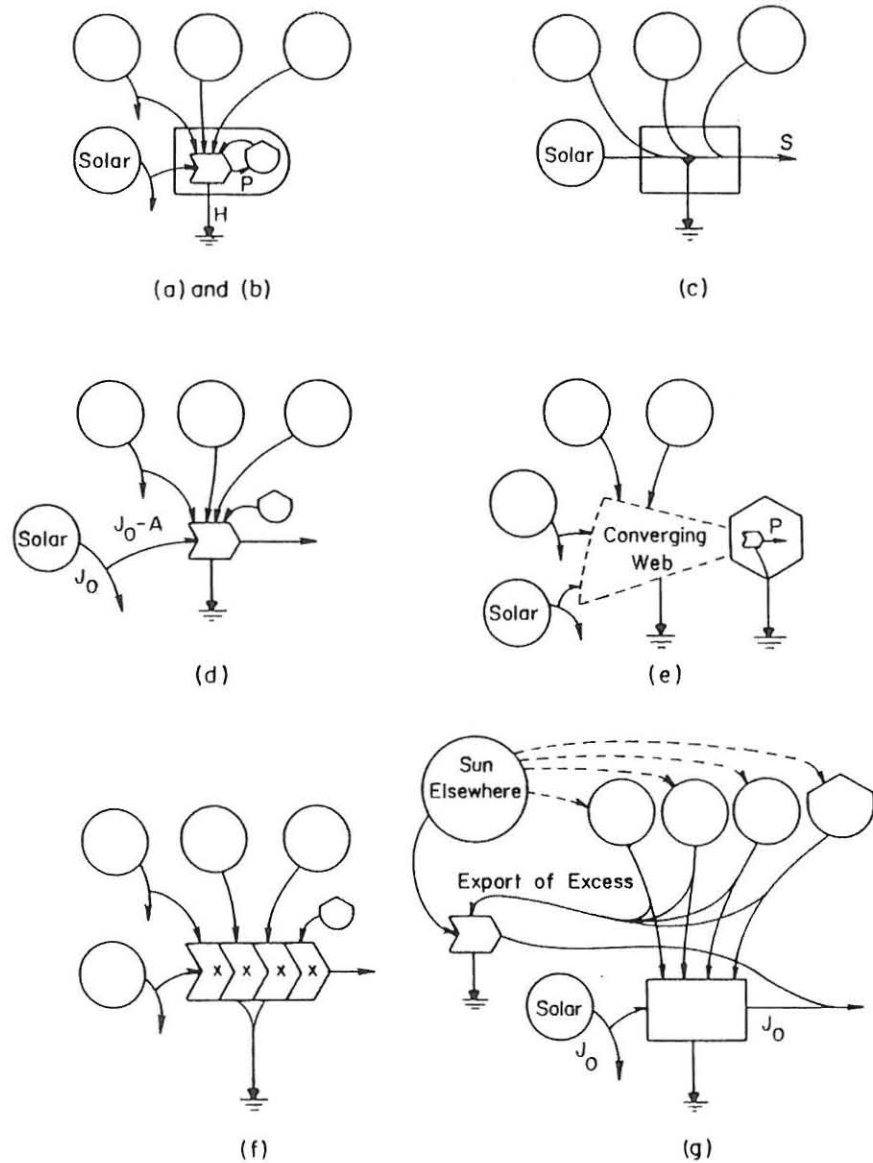 Solar
P
H
(a) and (b)
Solar
S
(c)
Solar
J0-A
J0
(d)
Converging
Web
P
Solar
(e)
x x x x
(f)
Sun
Elsewhere
Export of Excess
Solar
J0
J0
(g)